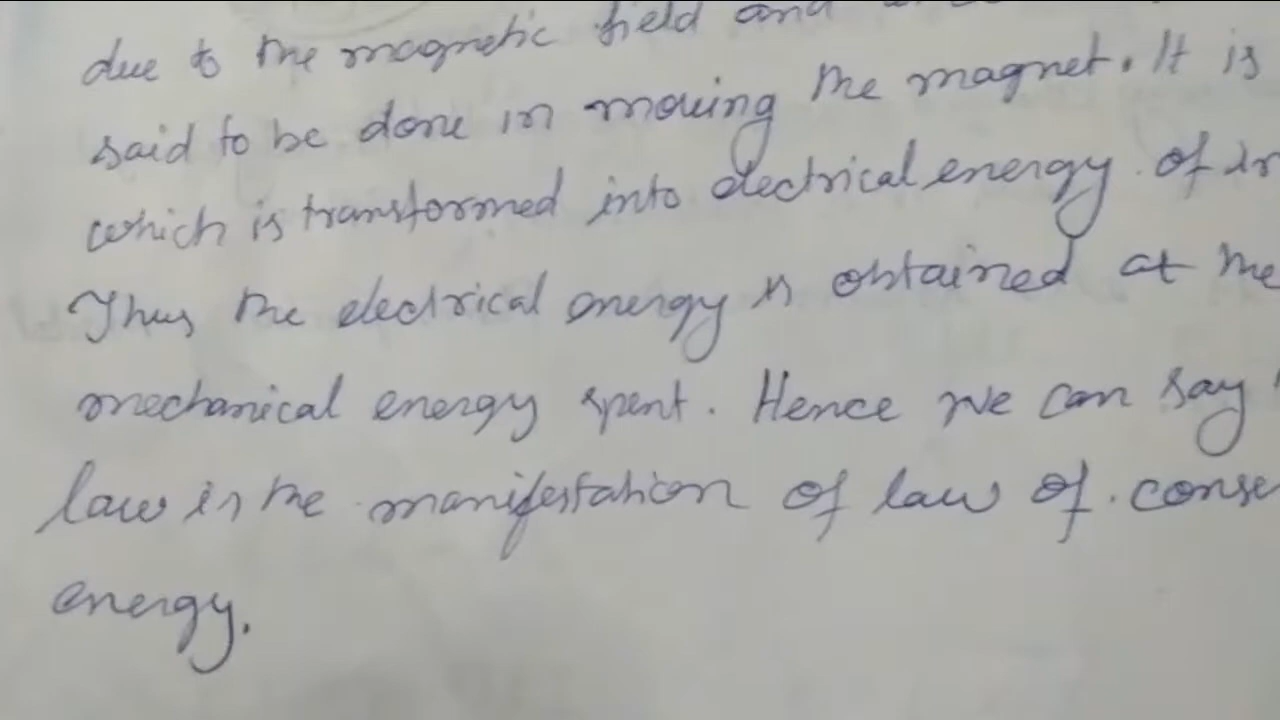 due to the magnetic field and
said to be done in moving the magnet. It is
which is transformed into electrical energy of
Thus the electrical energy is obtained at the
mechanical energy spent. Hence we can say
law is the manifestation of law of conse
energy.